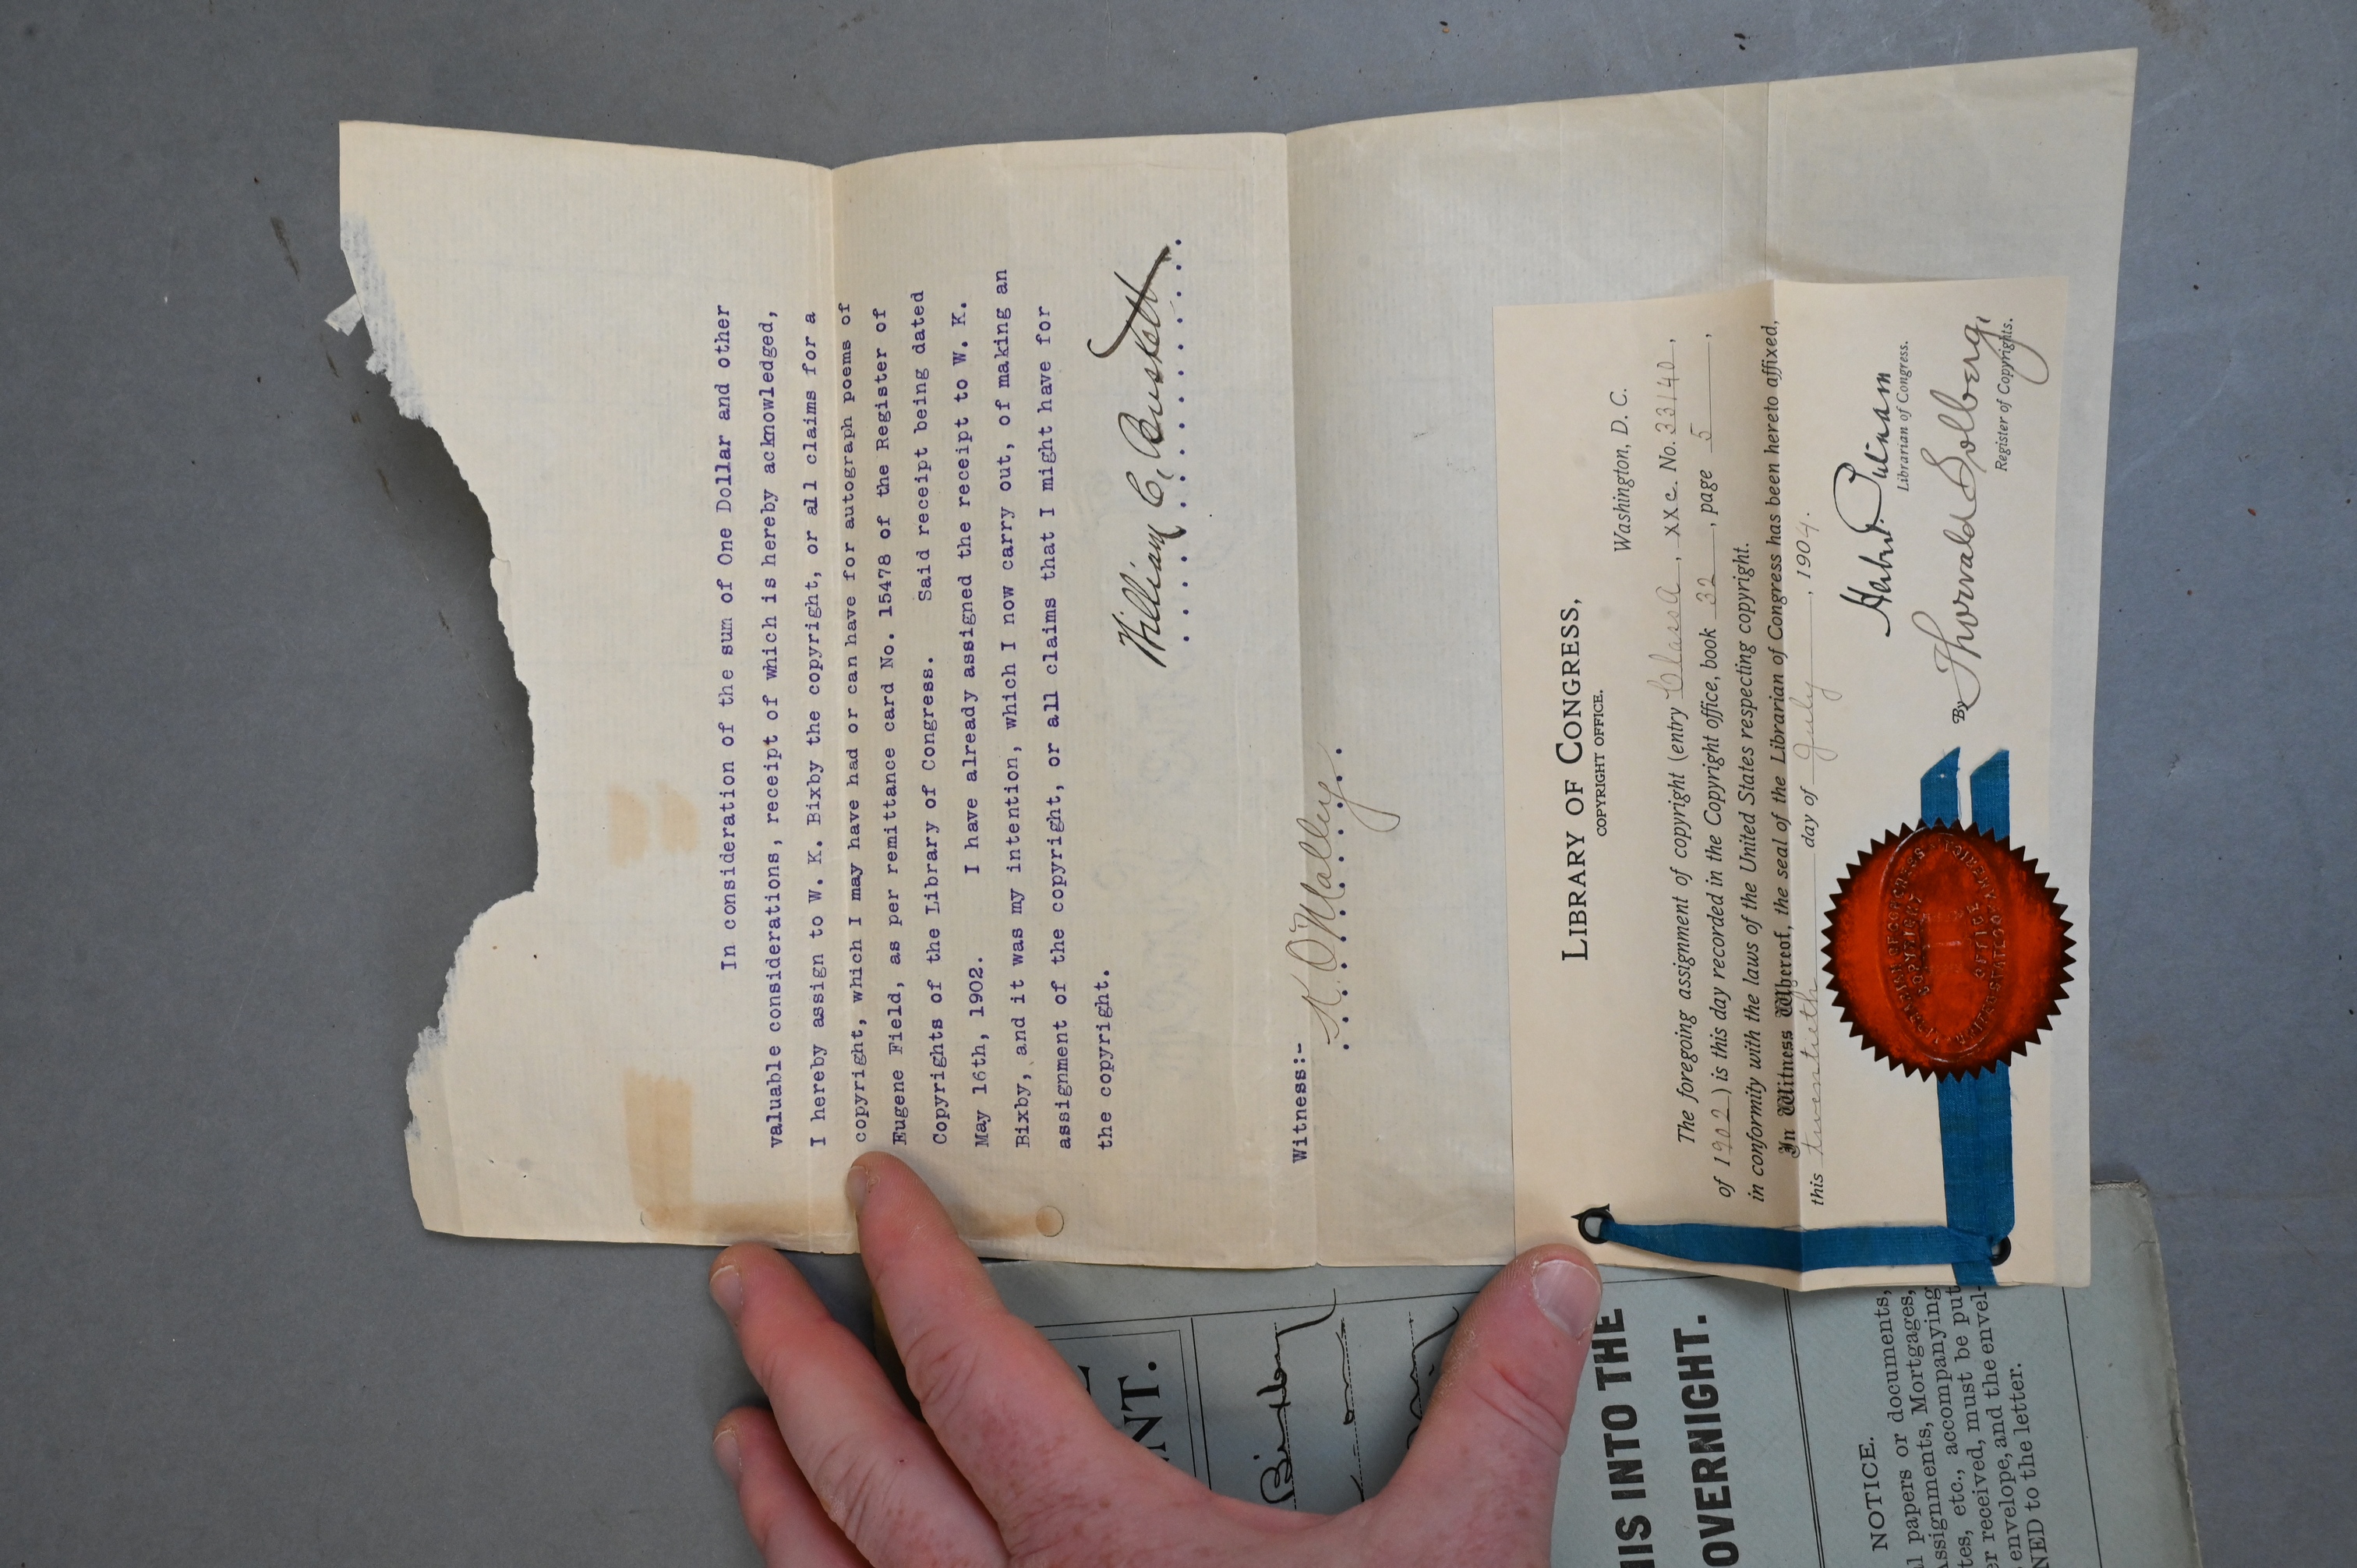 In consideration of the sum of One Dollar and other
valuable considerations, receipt of which is hereby acknowledged,
I hereby assign to W. K. Bixby the copyright, or all claims for a
copyright, which I may have had or can have for autograph poems of
Eugene Field, as per remittance card No. 15478 of the Register of
Copyrights of the Library of Congress. Said receipt being dated
May 16th, 1902. I have already assigned the receipt to W. K.
Bixby, and it was my intention, which I now carry out, of making an
assignment of the copyright, or all claims that I might have for
the copyright.
William C. Buskett
Witness:-
K. O'Malley
LIBRARY OF CONGRESS,
COPYRIGHT OFFICE.
Washington, D. C.
The foregoing assignment of copyright (entry Class A, xxc. No. 33140,
of 1902) is this day recorded in the Copyright office, book 32, page 5,
in conformity with the laws of the United States respecting copyright.
In Witness Whereof, the seal of the Librarian of Congress has been hereto affixed,
this twentieth day of July, 1904.
Herbert Putnam
Librarian of Congress.
By Thorvald Solberg,
Register of Copyrights.
COPYRIGHT
OFFICE
NT.
Bixby
HIS INTO THE
OVERNIGHT.
NOTICE.
l papers or documents,
Assignments, Mortgages,
tes, etc., accompanying
er received, must be put
envelope, and the envel-
NED to the letter.